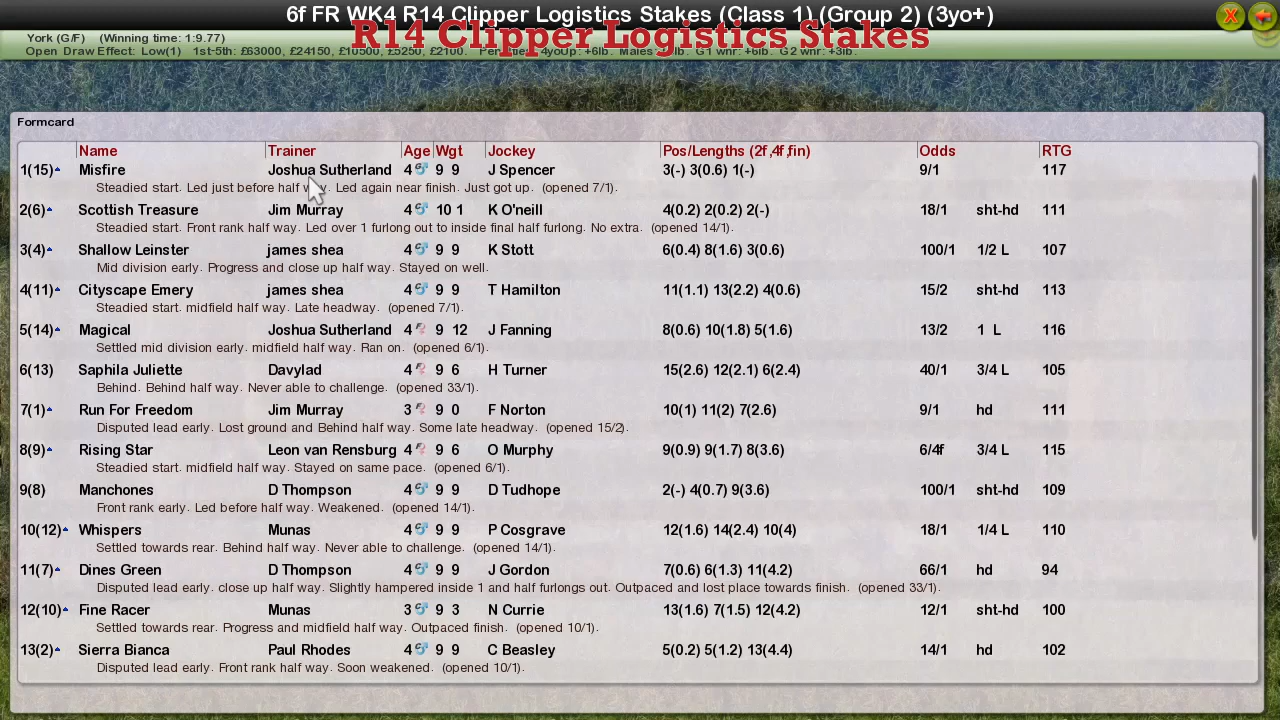 6f FR WK4 R14 Clipper Logistics Stakes (Class 1) (Group 2) (3yo+)
R14 Clipper Logistics Stakes
York (G/F) (Winning time: 1:9.77)
Open Draw Effect: Low(1) 1st-5th: £63000, £24150, £10500, £5250, £2100. 4yoUp: +6lb. G1 wnr: +6lb. G2 wnr: +3lb.
Formcard
Name Trainer Age Wgt Jockey Pos/Lengths (2f,4f,fin) Odds RTG
1(15) Misfire Joshua Sutherland 4 9 9 J Spencer 3(-) 3(0.6) 1(-) 9/1 117
Steadied start. Led just before half way. Led again near finish. Just got up. (opened 7/1).
2(6) Scottish Treasure Jim Murray 4 10 1 K O'neill 4(0.2) 2(0.2) 2(-) 18/1 sht-hd 111
Steadied start. Front rank half way. Led over 1 furlong out to inside final half furlong. No extra. (opened 14/1).
3(4) Shallow Leinster james shea 4 9 9 K Stott 6(0.4) 8(1.6) 3(0.6) 100/1 1/2 L 107
Mid division early. Progress and close up half way. Stayed on well.
4(11) Cityscape Emery james shea 4 9 9 T Hamilton 11(1.1) 13(2.2) 4(0.6) 15/2 sht-hd 113
Steadied start. midfield half way. Late headway. (opened 7/1).
5(14) Magical Joshua Sutherland 4 9 12 J Fanning 8(0.6) 10(1.8) 5(1.6) 13/2 1 L 116
Settled mid division early. midfield half way. Ran on. (opened 6/1).
6(13) Saphila Juliette Davylad 4 9 6 H Turner 15(2.6) 12(2.1) 6(2.4) 40/1 3/4 L 105
Behind. Behind half way. Never able to challenge. (opened 33/1).
7(1) Run For Freedom Jim Murray 3 9 0 F Norton 10(1) 11(2) 7(2.6) 9/1 hd 111
Disputed lead early. Lost ground and Behind half way. Some late headway. (opened 15/2).
8(9) Rising Star Leon van Rensburg 4 9 6 O Murphy 9(0.9) 9(1.7) 8(3.6) 6/4f 3/4 L 115
Steadied start. midfield half way. Stayed on same pace. (opened 6/1).
9(8) Manchones D Thompson 4 9 9 D Tudhope 2(-) 4(0.7) 9(3.6) 100/1 sht-hd 109
Front rank early. Led before half way. Weakened. (opened 14/1).
10(12) Whispers Munas 4 9 9 P Cosgrave 12(1.6) 14(2.4) 10(4) 18/1 1/4 L 110
Settled towards rear. Behind half way. Never able to challenge. (opened 14/1).
11(7) Dines Green D Thompson 4 9 9 J Gordon 7(0.6) 6(1.3) 11(4.2) 66/1 hd 94
Disputed lead early. close up half way. Slightly hampered inside 1 and half furlongs out. Outpaced and lost place towards finish. (opened 33/1).
12(10) Fine Racer Munas 3 9 3 N Currie 13(1.6) 7(1.5) 12(4.2) 12/1 sht-hd 100
Settled towards rear. Progress and midfield half way. Outpaced finish. (opened 10/1).
13(2) Sierra Bianca Paul Rhodes 4 9 9 C Beasley 5(0.2) 5(1.2) 13(4.4) 14/1 hd 102
Disputed lead early. Front rank half way. Soon weakened. (opened 10/1).